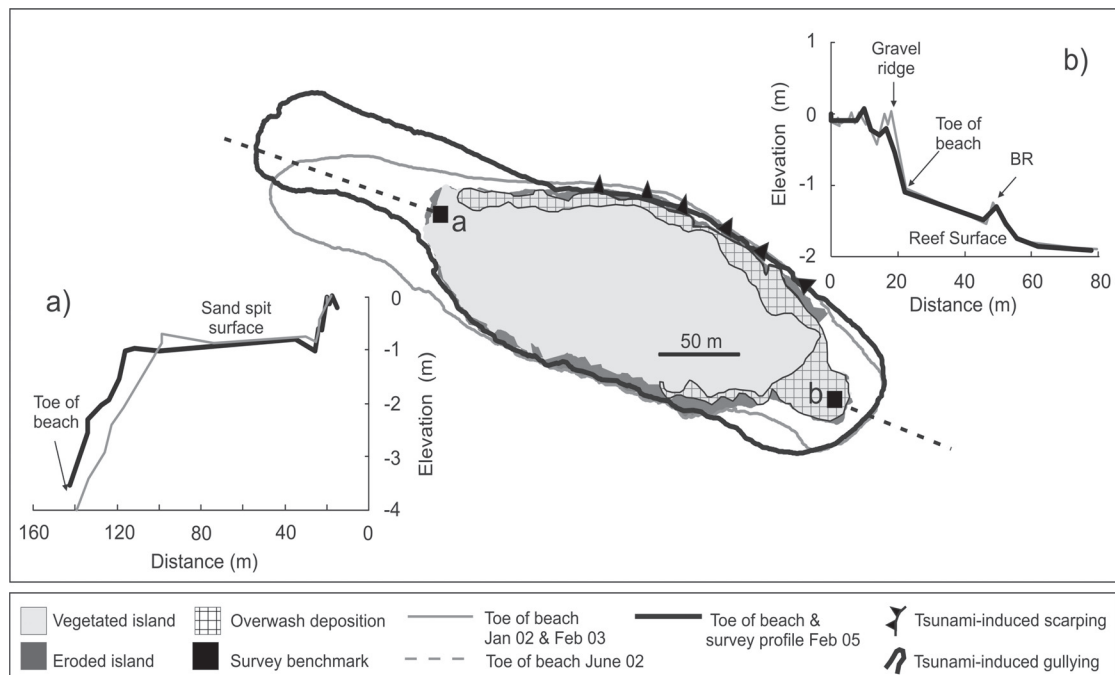 b)
1
0
-1
-2
Elevation (m)
Gravel
ridge
Toe of
beach
BR
Reef Surface
0 20 40 60 80
Distance (m)
a
b
50 m
a)
Sand spit
surface
Toe of
beach
0
-1
-2
-3
-4
Elevation (m)
160 120 80 40 0
Distance (m)
Vegetated island
Eroded island
Overwash deposition
Survey benchmark
Toe of beach
Jan 02 & Feb 03
Toe of beach June 02
Toe of beach &
survey profile Feb 05
Tsunami-induced scarping
Tsunami-induced gullying